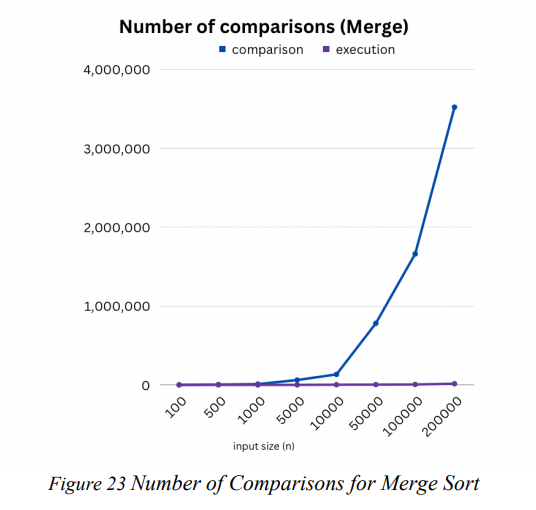 Number of comparisons (Merge)
comparison execution
4,000,000
3,000,000
2,000,000
1,000,000
0
100 500 1000 5000 10000 50000 100000 200000
input size (n)
Figure 23 Number of Comparisons for Merge Sort